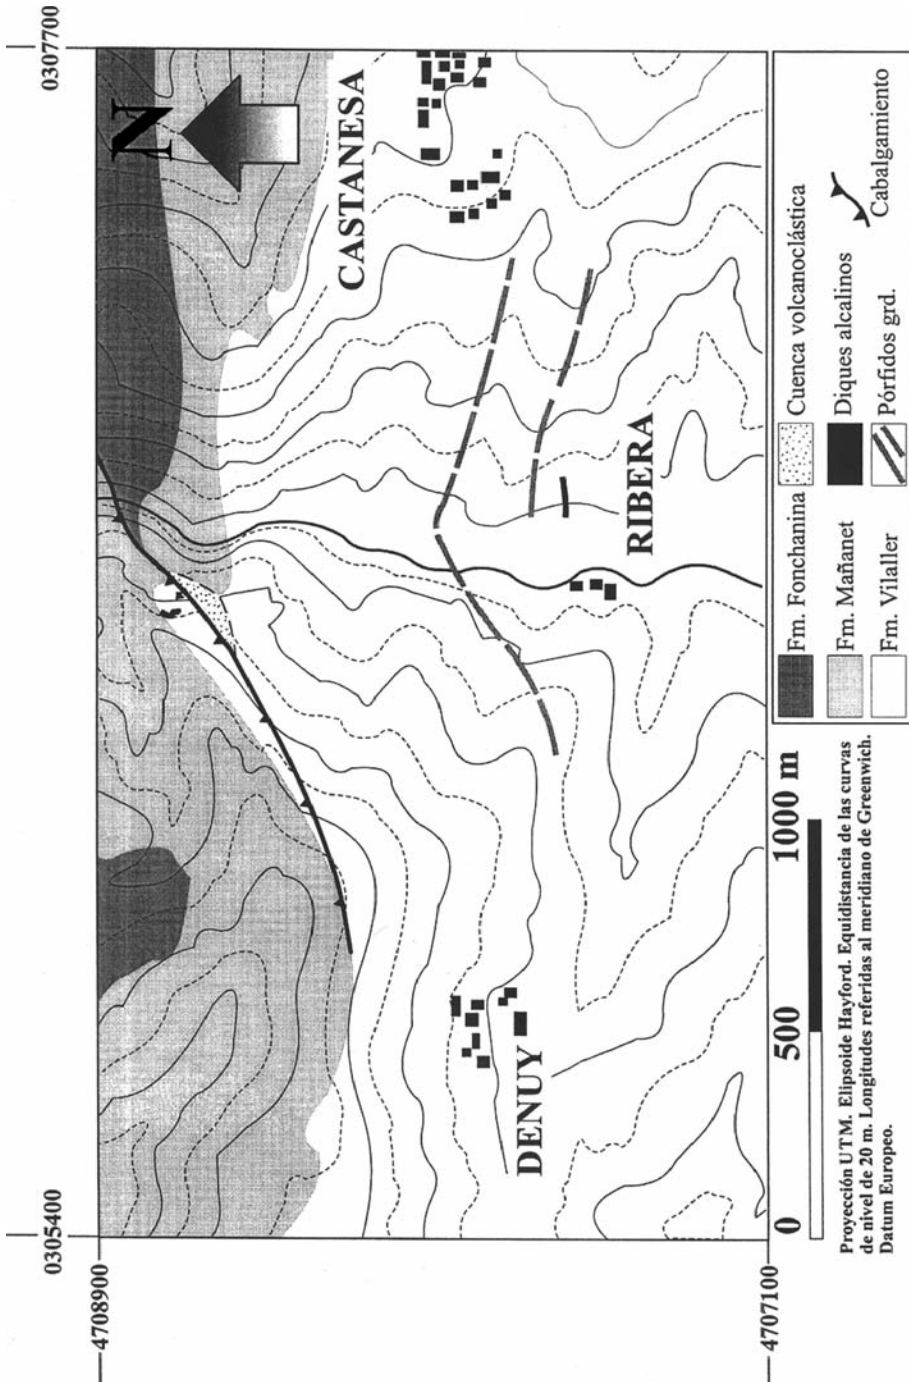 0305400
0307700
4708900
4707100
N
CASTANESA
RIBERA
DENUY
0
500
1000 m
Proyección UTM. Elipsoide Hayford. Equidistancia de las curvas
de nivel de 20 m. Longitudes referidas al meridiano de Greenwich.
Datum Europeo.
Fm. Fonchanina
Cuenca volcanoclástica
Fm. Mañanet
Diques alcalinos
Fm. Vilaller
Pórfidos grd.
Cabalgamiento